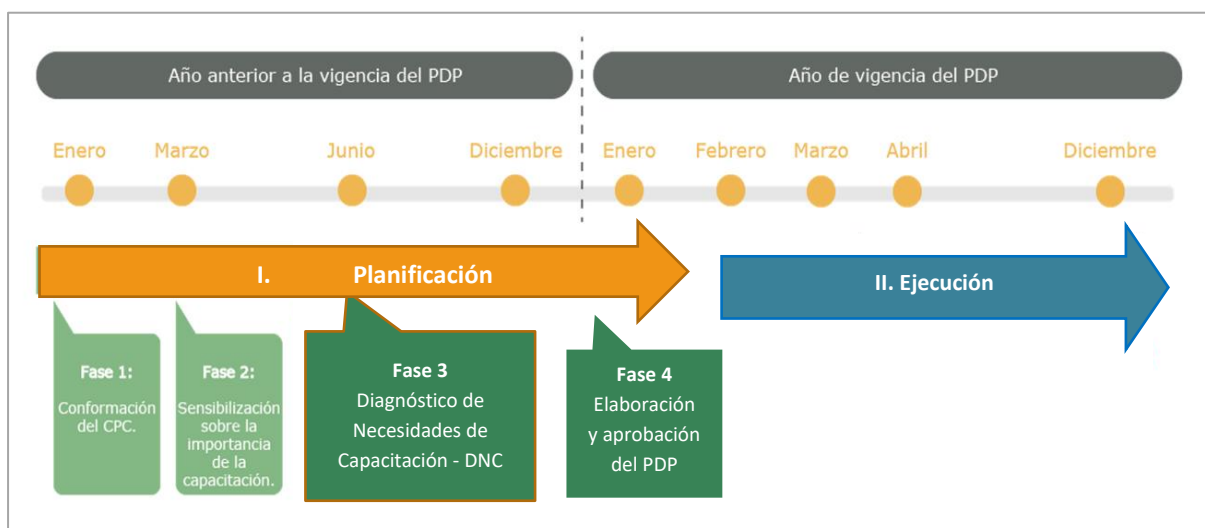 Año anterior a la vigencia del PDP
Año de vigencia del PDP
Enero
Marzo
Junio
Diciembre
Enero
Febrero
Marzo
Abril
Diciembre
I. Planificación
II. Ejecución
Fase 1:
Conformación
del CPC.
Fase 2:
Sensibilización
sobre la
importancia
de la
capacitación.
Fase 3
Diagnóstico de
Necesidades de
Capacitación - DNC
Fase 4
Elaboración
y aprobación
del PDP